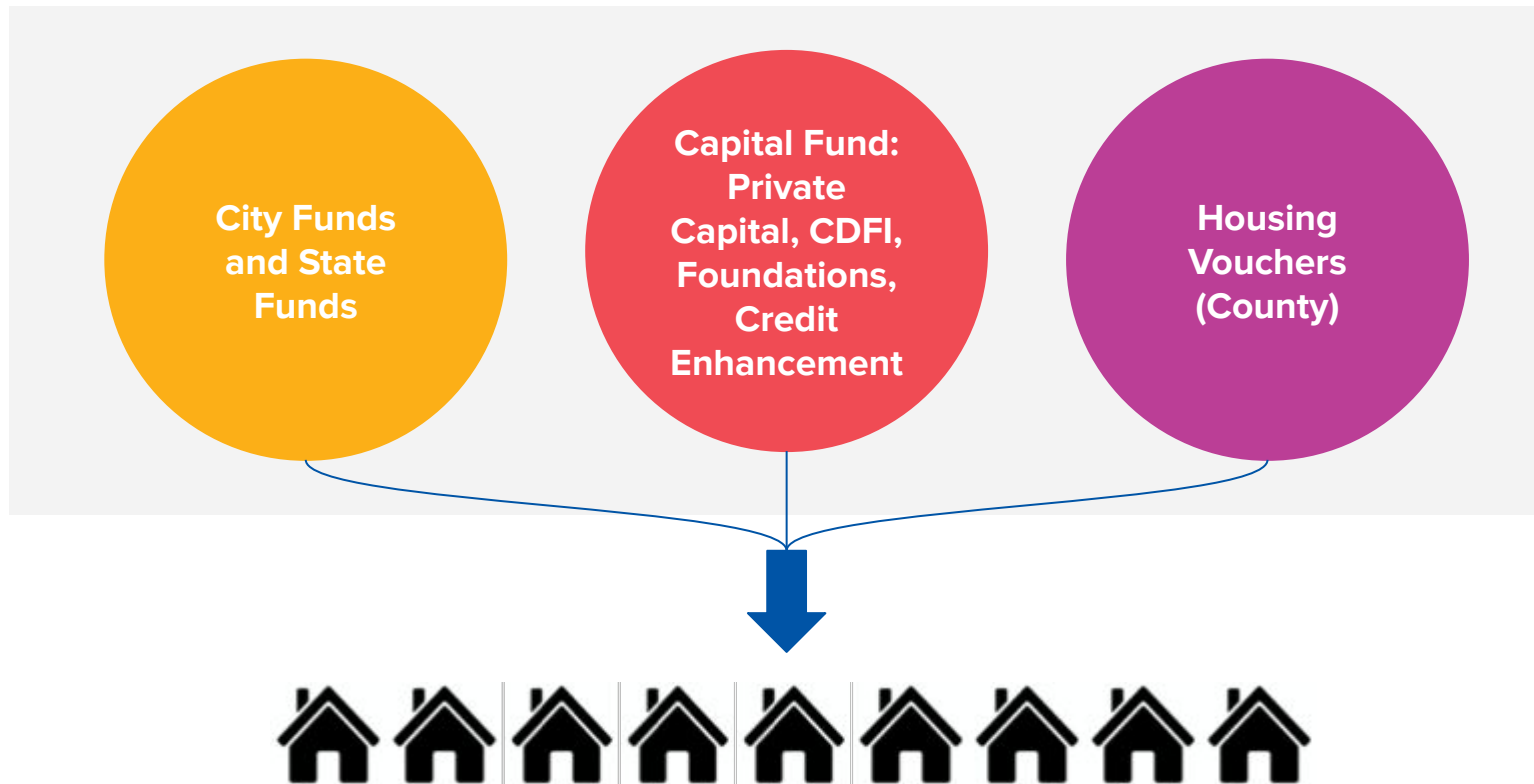 City Funds
and State
Funds
Capital Fund:
Private
Capital, CDFI,
Foundations,
Credit
Enhancement
Housing
Vouchers
(County)